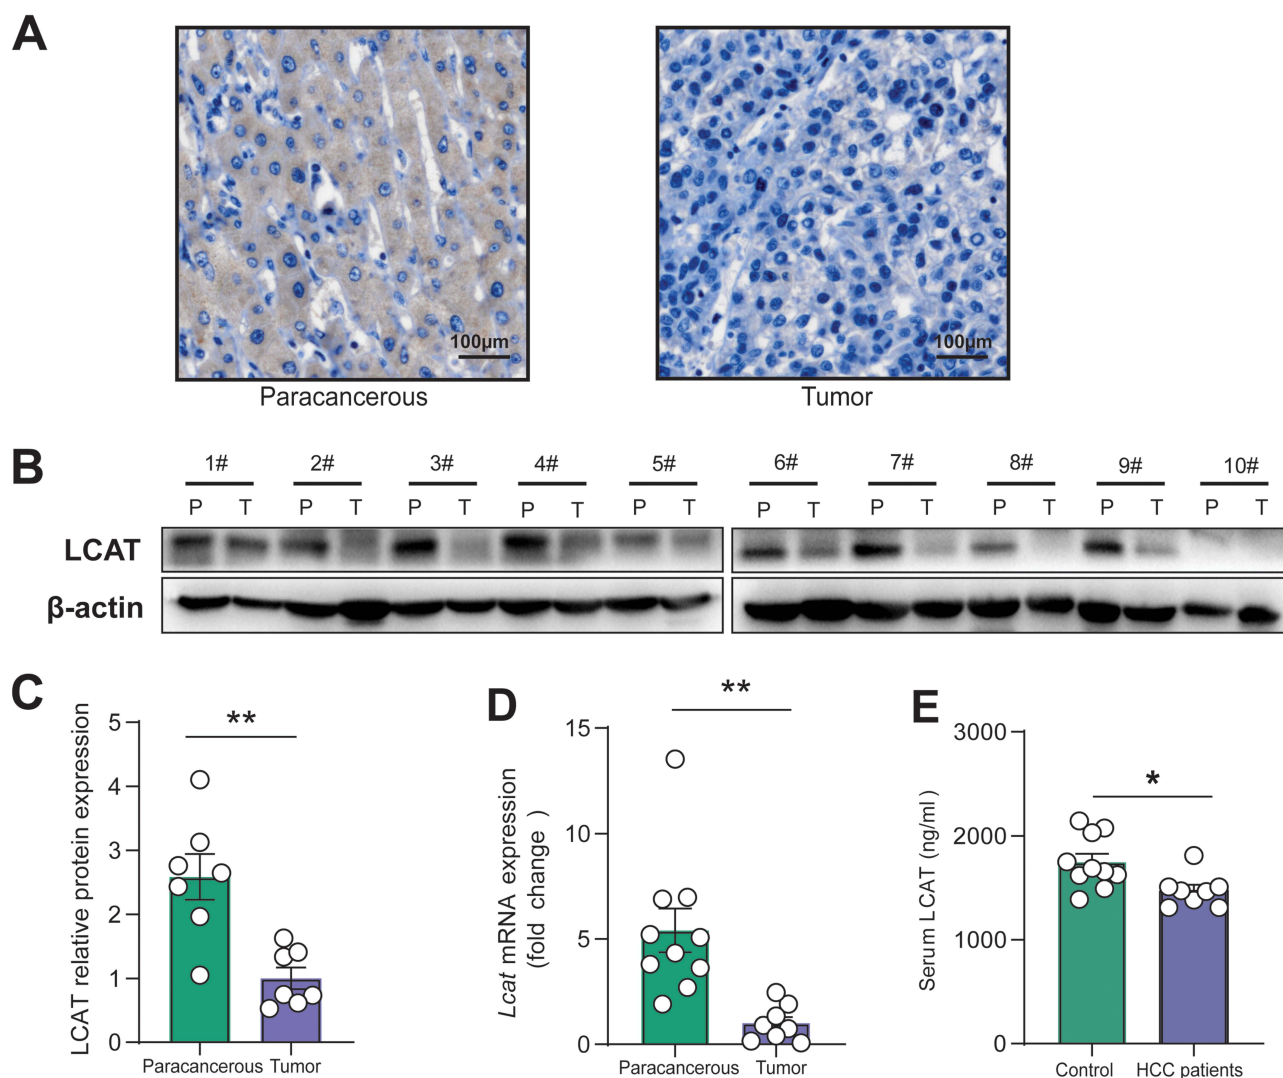 A
100μm
100μm
Paracancerous
Tumor
B
1# 2# 3# 4# 5# 6# 7# 8# 9# 10#
P T P T P T P T P T P T P T P T P T P T
LCAT
β-actin
C
LCAT relative protein expression
5
4
3
2
1
0
**
Paracancerous Tumor
D
Lcat mRNA expression
(fold change )
15
10
5
0
**
Paracancerous Tumor
E
Serum LCAT (ng/ml)
3000
2000
1000
0
*
Control HCC patients